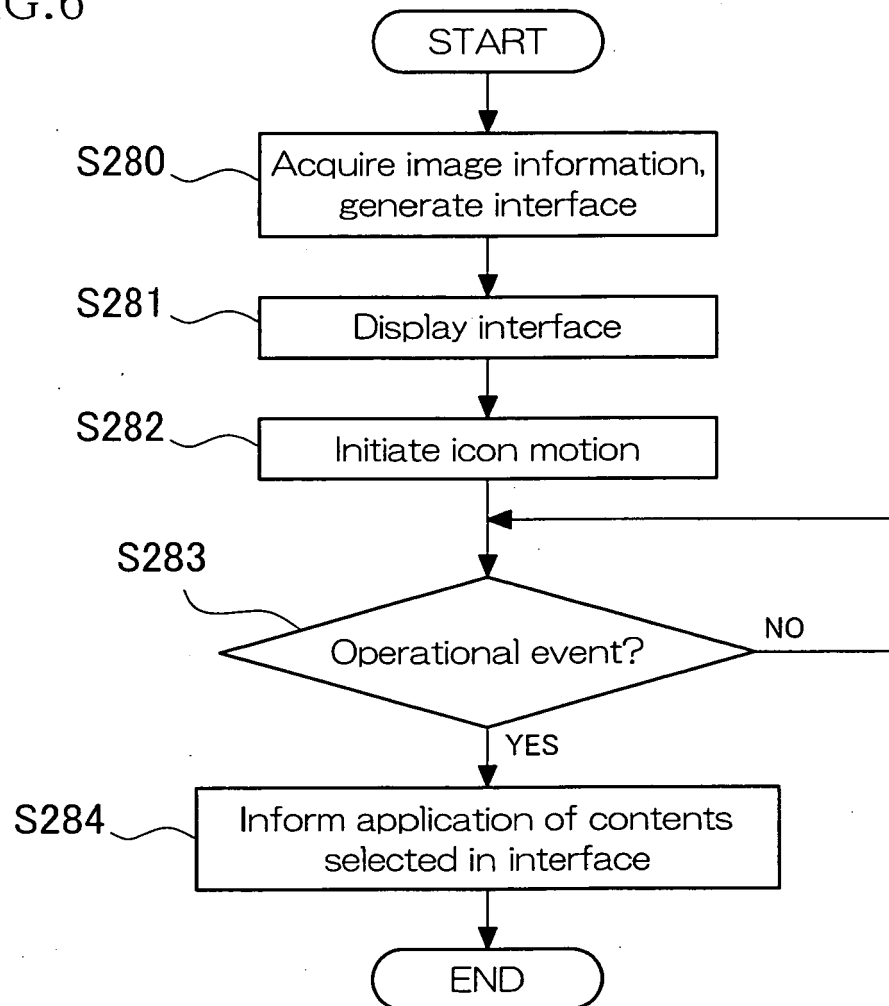 G.6
START
S280
Acquire image information,
generate interface
S281
Display interface
S282
Initiate icon motion
S283
Operational event?
NO
YES
S284
Inform application of contents
selected in interface
END